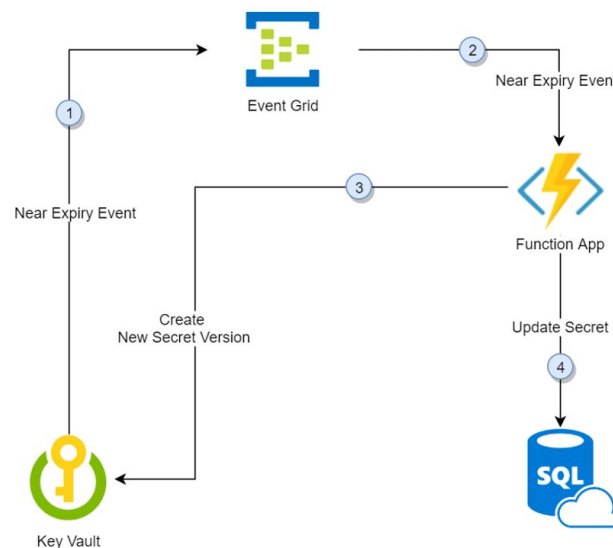 Event Grid
1
2
Near Expiry Even
3
Near Expiry Event
Function App
Create
New Secret Version
Update Secret
4
SQL
Key Vault